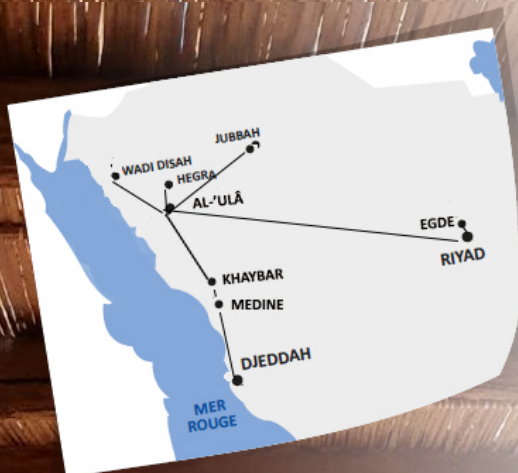 JUBBAH
WADI DISAH
HEGRA
AL-'ULÂ
EGDE
RIYAD
KHAYBAR
MEDINE
DJEDDAH
MER
ROUGE